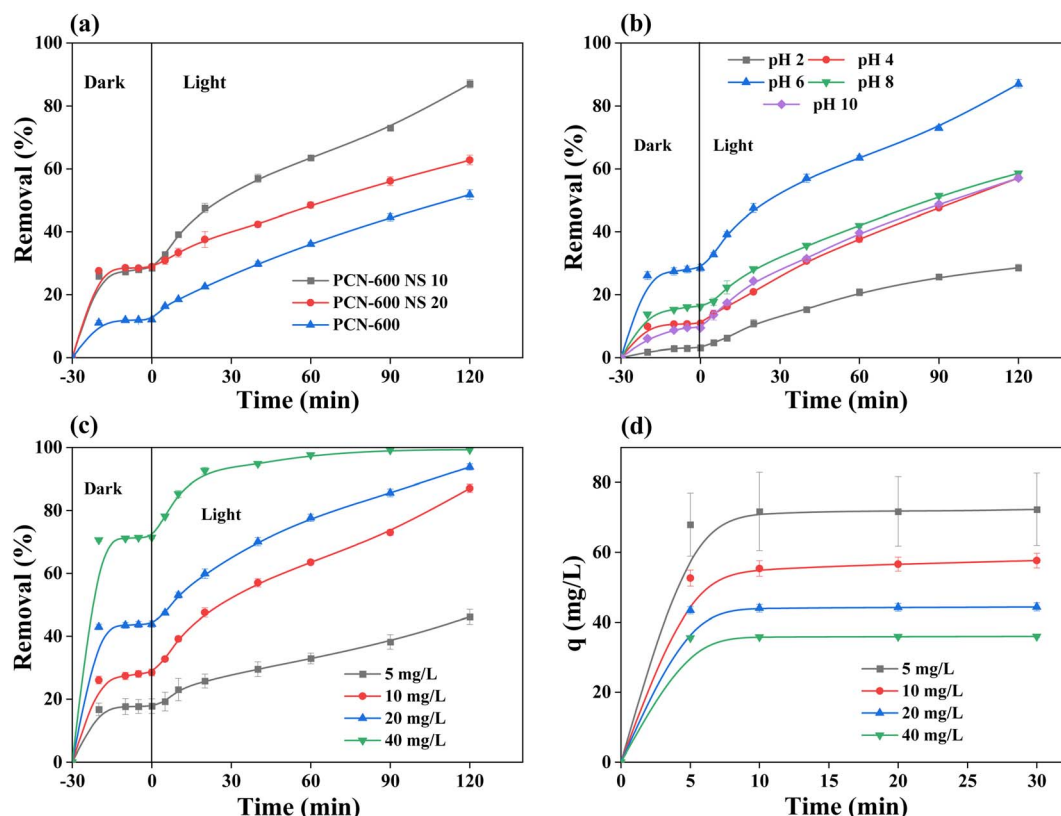 (a)
100
80
60
40
20
0
Removal (%)
Dark
Light
PCN-600 NS 10
PCN-600 NS 20
PCN-600
-30 0 30 60 90 120
Time (min)
(b)
100
80
60
40
20
0
Removal (%)
pH 2 pH 4
pH 6 pH 8
pH 10
Dark
Light
-30 0 30 60 90 120
Time (min)
(c)
100
80
60
40
20
0
Removal (%)
Dark
Light
5 mg/L
10 mg/L
20 mg/L
40 mg/L
-30 0 30 60 90 120
Time (min)
(d)
80
60
40
20
0
q (mg/L)
5 mg/L
10 mg/L
20 mg/L
40 mg/L
0 5 10 15 20 25 30
Time (min)